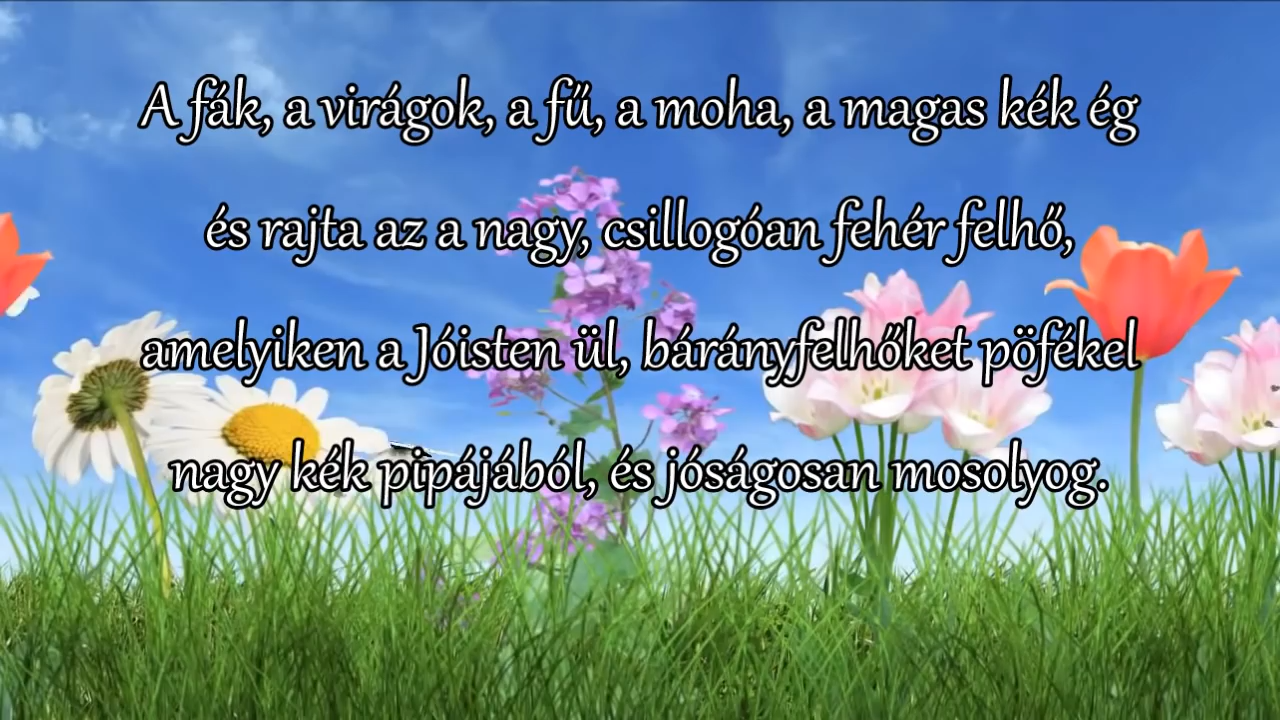 A fák, a virágok, a fű, a moha, a magas kék ég
és rajta az a nagy, csillogóan fehér felhő,
amelyiken a Jóisten ül, bárányfelhőket pöfékel
nagy kék pipájából, és jóságosan mosolyog.